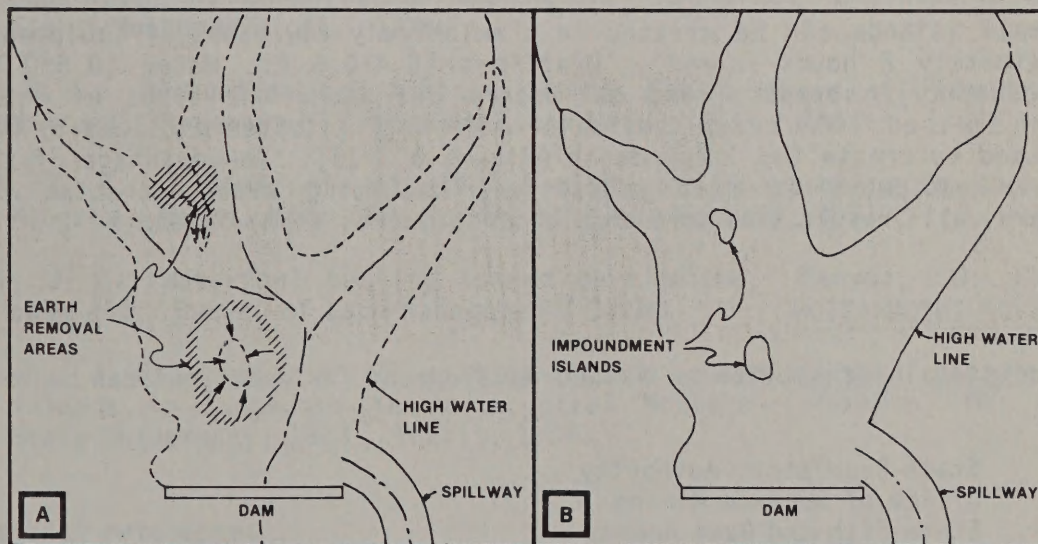 EARTH
REMOVAL
AREAS
HIGH WATER
LINE
SPILLWAY
DAM
A
IMPOUNDMENT
ISLANDS
HIGH WATER
LINE
SPILLWAY
DAM
B